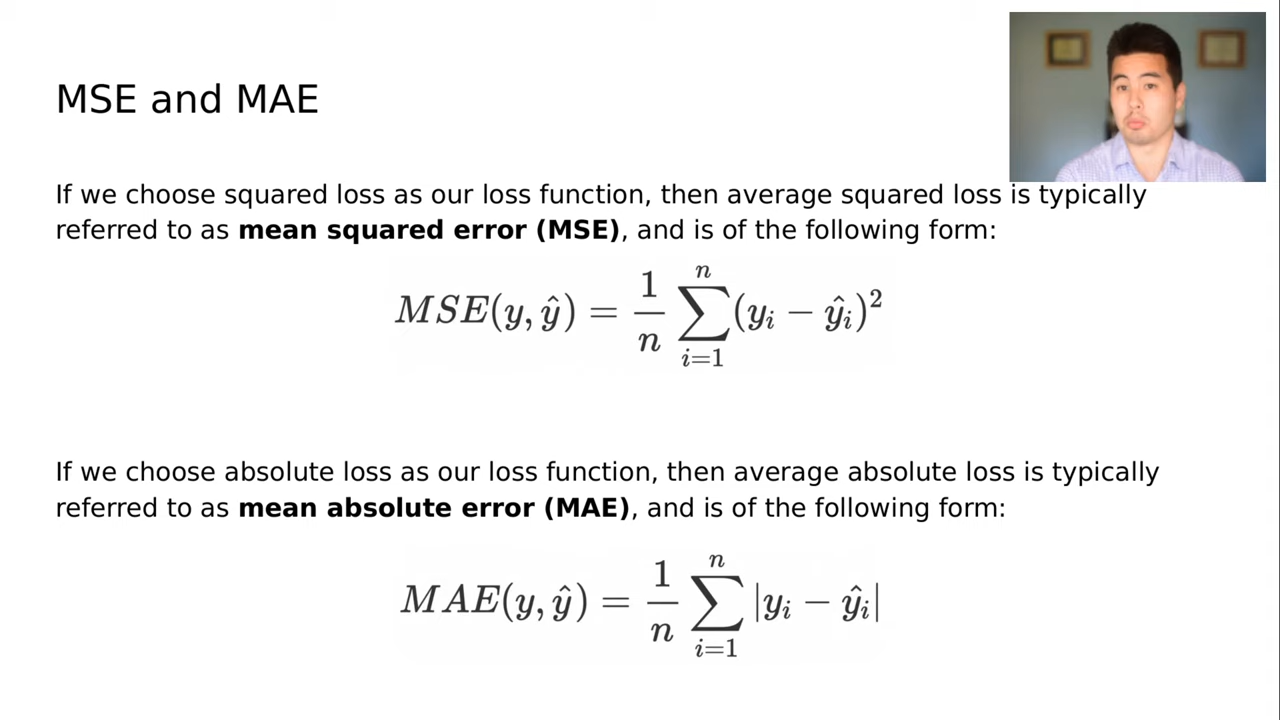 MSE and MAE
If we choose squared loss as our loss function, then average squared loss is typically
referred to as mean squared error (MSE), and is of the following form:
MSE(y, ŷ) = 1/n ∑_{i=1}^{n} (y_i − ŷ_i)^2
If we choose absolute loss as our loss function, then average absolute loss is typically
referred to as mean absolute error (MAE), and is of the following form:
MAE(y, ŷ) = 1/n ∑_{i=1}^{n} |y_i − ŷ_i|